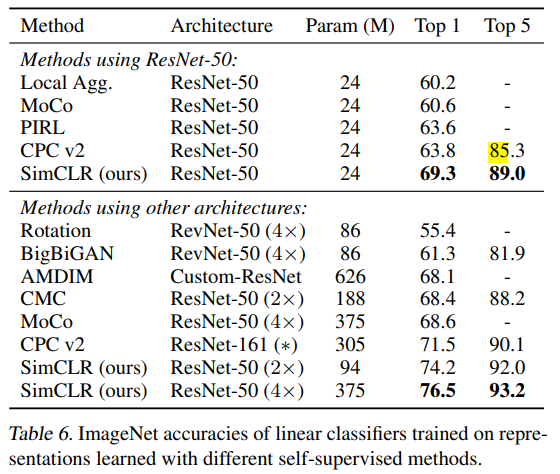 Method Architecture Param (M) Top 1 Top 5
Methods using ResNet-50:
Local Agg. ResNet-50 24 60.2 -
MoCo ResNet-50 24 60.6 -
PIRL ResNet-50 24 63.6 -
CPC v2 ResNet-50 24 63.8 85.3
SimCLR (ours) ResNet-50 24 69.3 89.0
Methods using other architectures:
Rotation RevNet-50 (4×) 86 55.4 -
BigBiGAN RevNet-50 (4×) 86 61.3 81.9
AMDIM Custom-ResNet 626 68.1 -
CMC ResNet-50 (2×) 188 68.4 88.2
MoCo ResNet-50 (4×) 375 68.6 -
CPC v2 ResNet-161 (∗) 305 71.5 90.1
SimCLR (ours) ResNet-50 (2×) 94 74.2 92.0
SimCLR (ours) ResNet-50 (4×) 375 76.5 93.2
Table 6. ImageNet accuracies of linear classifiers trained on repre-
sentations learned with different self-supervised methods.